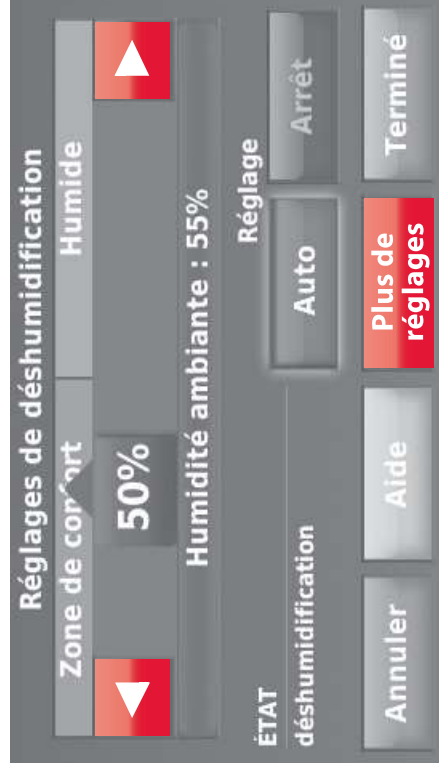 Réglages de déshumidification
Zone de confort
Humide
50%
Humidité ambiante : 55%
ÉTAT
déshumidification
Réglage
Auto
Arrêt
Annuler
Aide
Plus de
réglages
Terminé